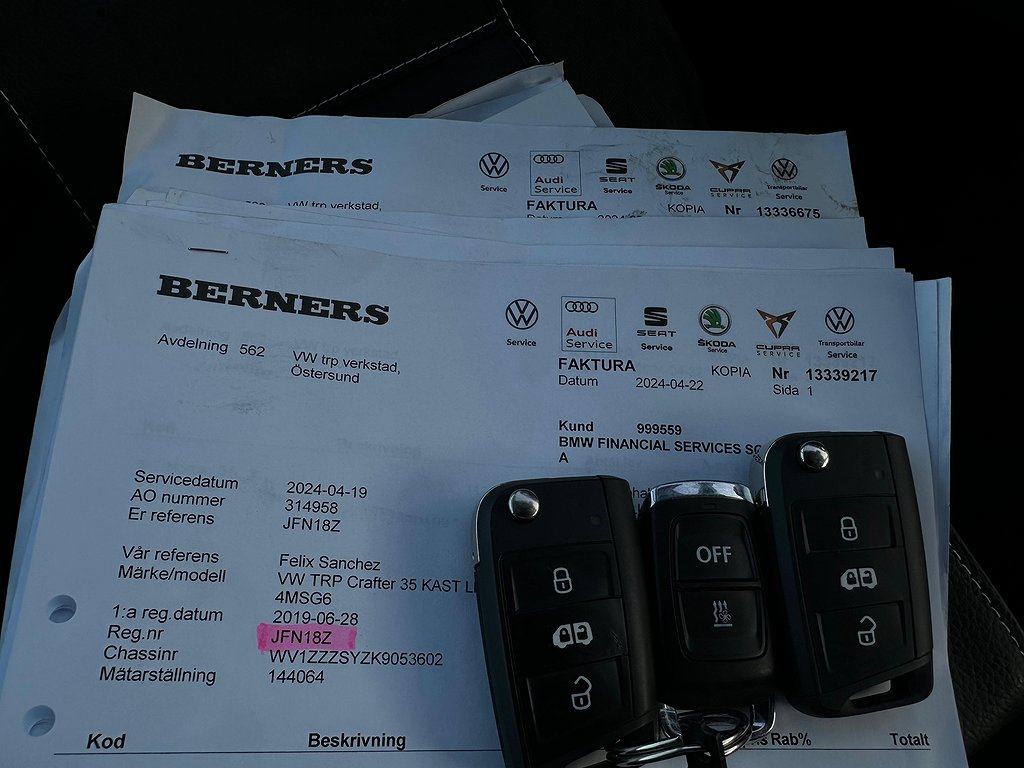 BERNERS
Service
Audi
Service
SEAT
Service
ŠKODA
Service
CUPRA
SERVICE
Transportbilar
Service
VW trp verkstad,
FAKTURA
KOPIA Nr 13336675
Datum
BERNERS
Service
Audi
Service
SEAT
Service
ŠKODA
Service
CUPRA
SERVICE
Transportbilar
Service
Avdelning 562 VW trp verkstad,
Östersund
FAKTURA KOPIA Nr 13339217
Datum 2024-04-22 Sida 1
Kund 999559
BMW FINANCIAL SERVICES
A
Servicedatum 2024-04-19
AO nummer 314958
Er referens JFN18Z
Vår referens Felix Sanchez
Märke/modell VW TRP Crafter 35 KAST
4MSG6
1:a reg.datum 2019-06-28
Reg.nr JFN18Z
Chassinr WV1ZZZSYZK9053602
Mätarställning 144064
Kod Beskrivning Rab% Totalt
OFF